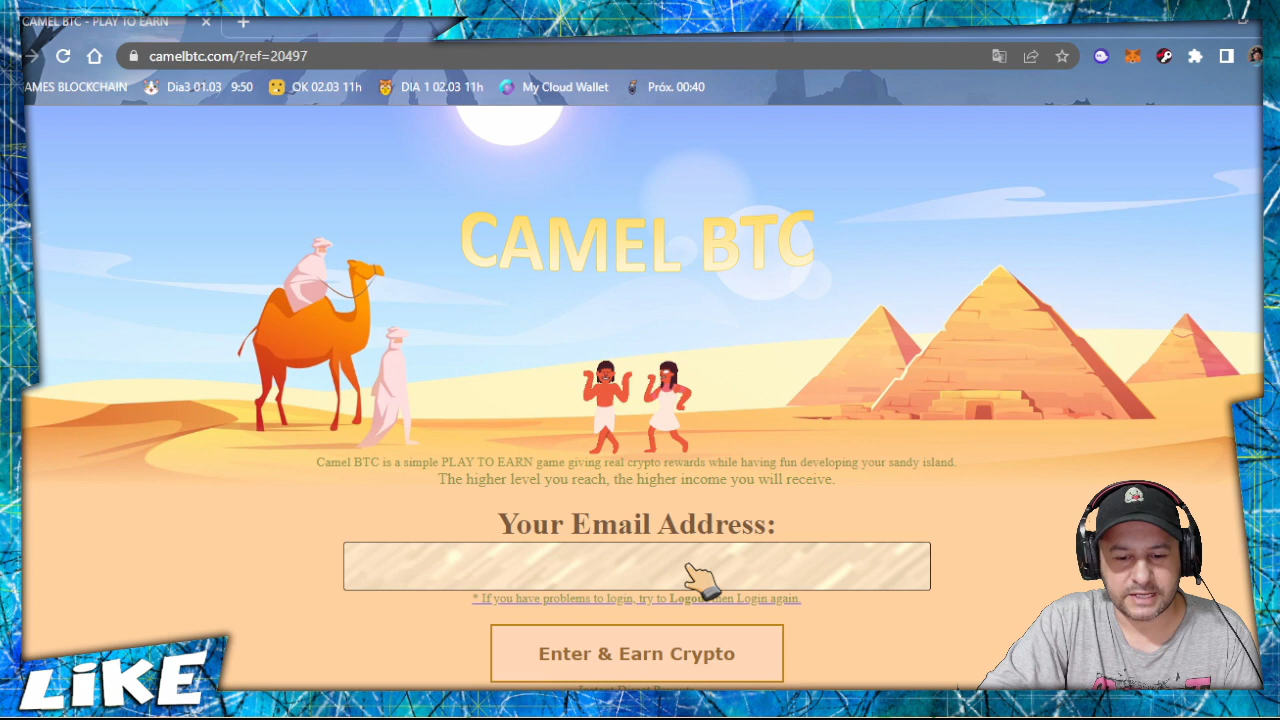 CAMEL BTC - PLAY TO EARN
camelbtc.com/?ref=20497
AMES BLOCKCHAIN Dia3 01.03 9:50 OK 02.03 11h DIA 1 02.03 11h My Cloud Wallet Próx. 00:40
CAMEL BTC
Camel BTC is a simple PLAY TO EARN game giving real crypto rewards while having fun developing your sandy island.
The higher level you reach, the higher income you will receive.
Your Email Address:
* If you have problems to login, try to Logout then Login again.
Enter & Earn Crypto
LiKE